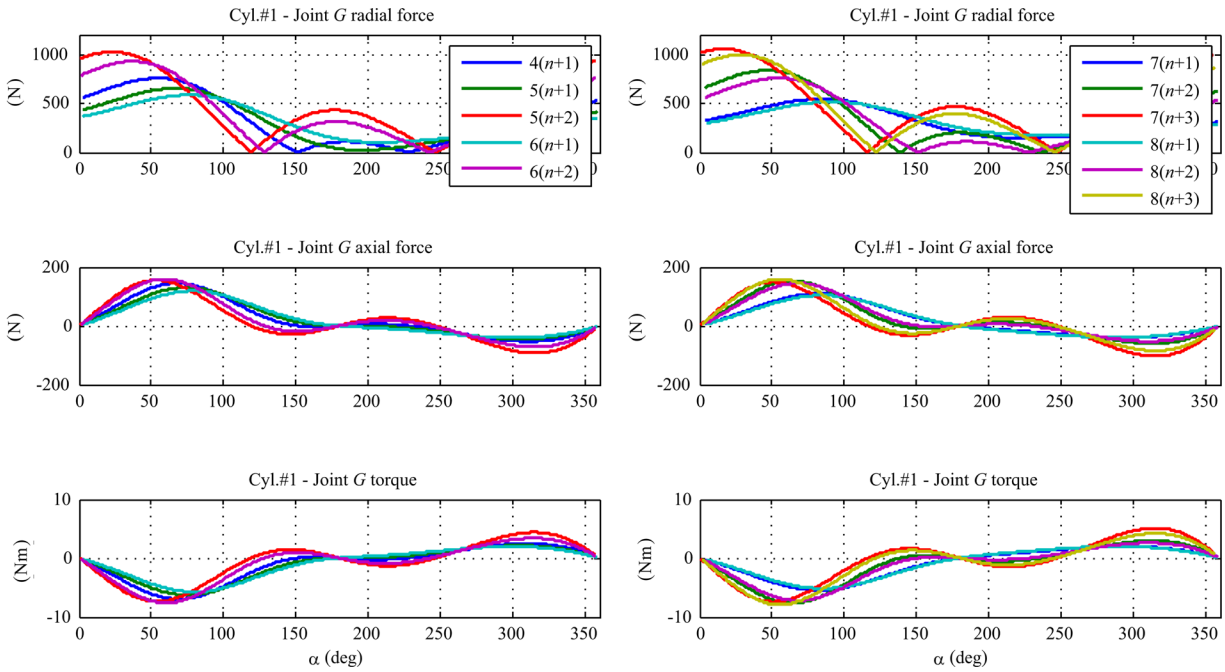 Cyl.#1 - Joint G radial force
1000
500
0
(N)
0 50 100 150 200 250 300 350
4(n+1)
5(n+1)
5(n+2)
6(n+1)
6(n+2)
Cyl.#1 - Joint G radial force
1000
500
0
(N)
0 50 100 150 200 250 300 350
7(n+1)
7(n+2)
7(n+3)
8(n+1)
8(n+2)
8(n+3)
Cyl.#1 - Joint G axial force
200
0
-200
(N)
0 50 100 150 200 250 300 350
Cyl.#1 - Joint G axial force
200
0
-200
(N)
0 50 100 150 200 250 300 350
Cyl.#1 - Joint G torque
10
0
-10
(Nm)
0 50 100 150 200 250 300 350
α (deg)
Cyl.#1 - Joint G torque
10
0
-10
(Nm)
0 50 100 150 200 250 300 350
α (deg)